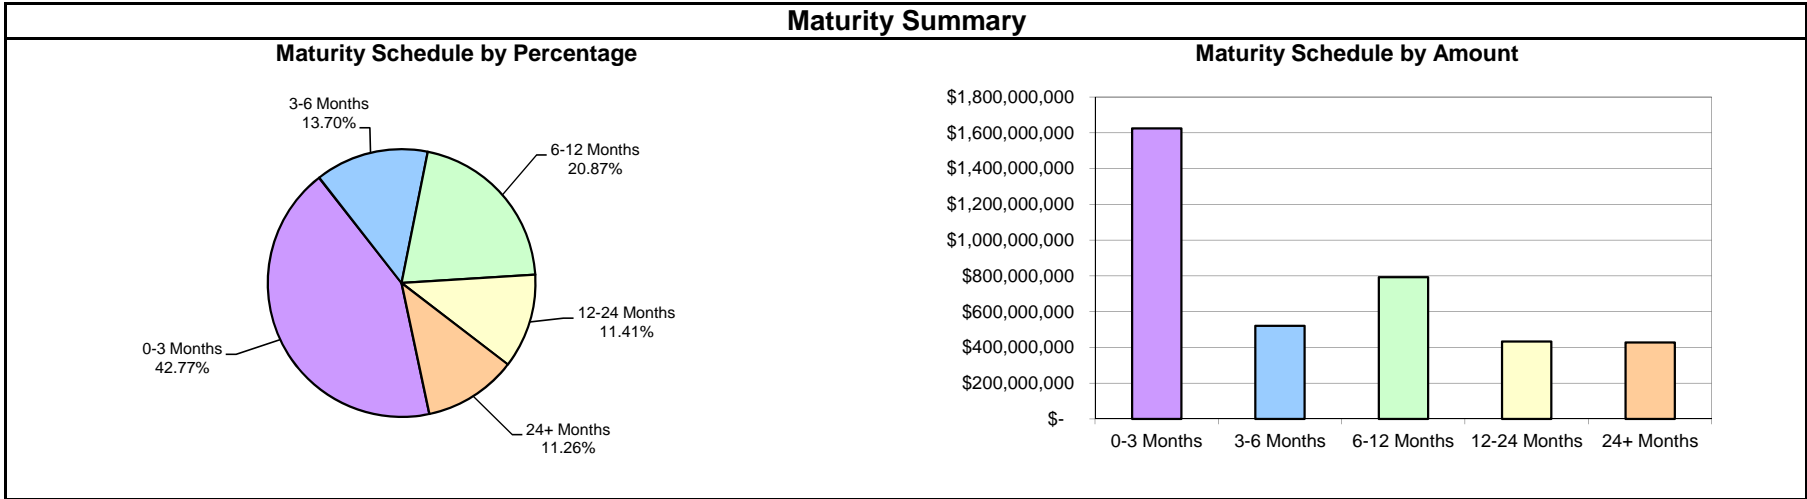 Maturity Summary
Maturity Schedule by Percentage
3-6 Months
13.70%
6-12 Months
20.87%
12-24 Months
11.41%
0-3 Months
42.77%
24+ Months
11.26%
Maturity Schedule by Amount
$1,800,000,000
$1,600,000,000
$1,400,000,000
$1,200,000,000
$1,000,000,000
$800,000,000
$600,000,000
$400,000,000
$200,000,000
$-
0-3 Months 3-6 Months 6-12 Months 12-24 Months 24+ Months